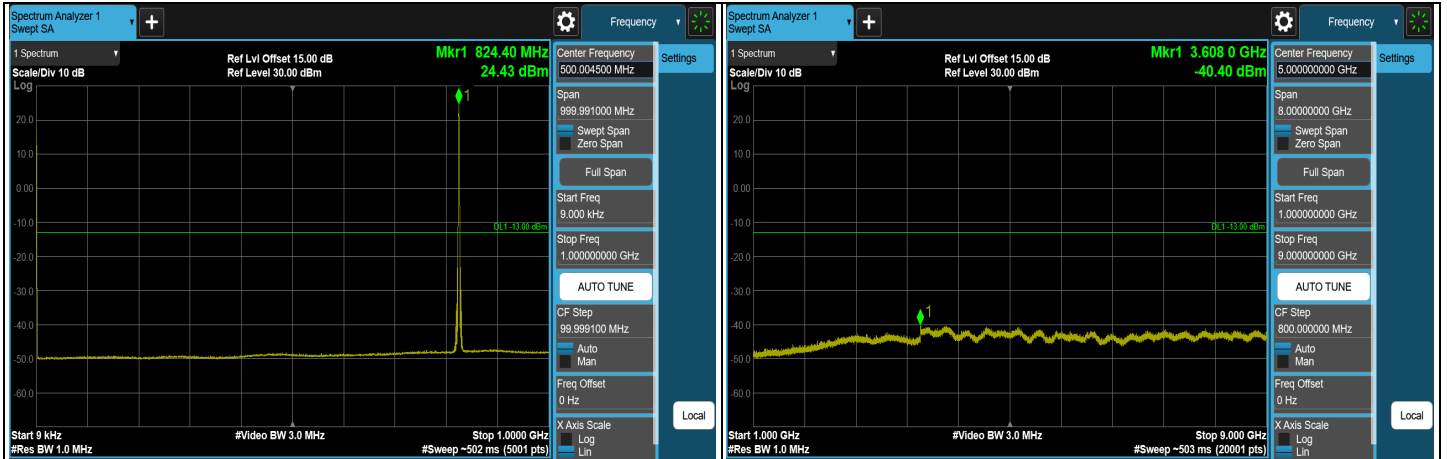 Spectrum Analyzer 1
Swept SA
+
Frequency
1 Spectrum
Ref Lvl Offset 15.00 dB
Mkr1 824.40 MHz
Scale/Div 10 dB
Ref Level 30.00 dBm
24.43 dBm
Log
1
20.0
10.0
0.00
-10.0
DL1 -13.00 dBm
-20.0
-30.0
-40.0
-50.0
-60.0
Start 9 kHz
#Video BW 3.0 MHz
Stop 1.0000 GHz
#Res BW 1.0 MHz
#Sweep ~502 ms (5001 pts)
Center Frequency
500.004500 MHz
Settings
Span
999.991000 MHz
Swept Span
Zero Span
Full Span
Start Freq
9.000 kHz
Stop Freq
1.000000000 GHz
AUTO TUNE
CF Step
99.999100 MHz
Auto
Man
Freq Offset
0 Hz
Local
X Axis Scale
Log
Lin
Spectrum Analyzer 1
Swept SA
+
Frequency
1 Spectrum
Ref Lvl Offset 15.00 dB
Mkr1 3.608 0 GHz
Scale/Div 10 dB
Ref Level 30.00 dBm
-40.40 dBm
Log
20.0
10.0
0.00
-10.0
DL1 -13.00 dBm
-20.0
-30.0
1
-40.0
-50.0
-60.0
Start 1.000 GHz
#Video BW 3.0 MHz
Stop 9.000 GHz
#Res BW 1.0 MHz
#Sweep ~503 ms (20001 pts)
Center Frequency
5.000000000 GHz
Settings
Span
8.00000000 GHz
Swept Span
Zero Span
Full Span
Start Freq
1.000000000 GHz
Stop Freq
9.000000000 GHz
AUTO TUNE
CF Step
800.000000 MHz
Auto
Man
Freq Offset
0 Hz
Local
X Axis Scale
Log
Lin